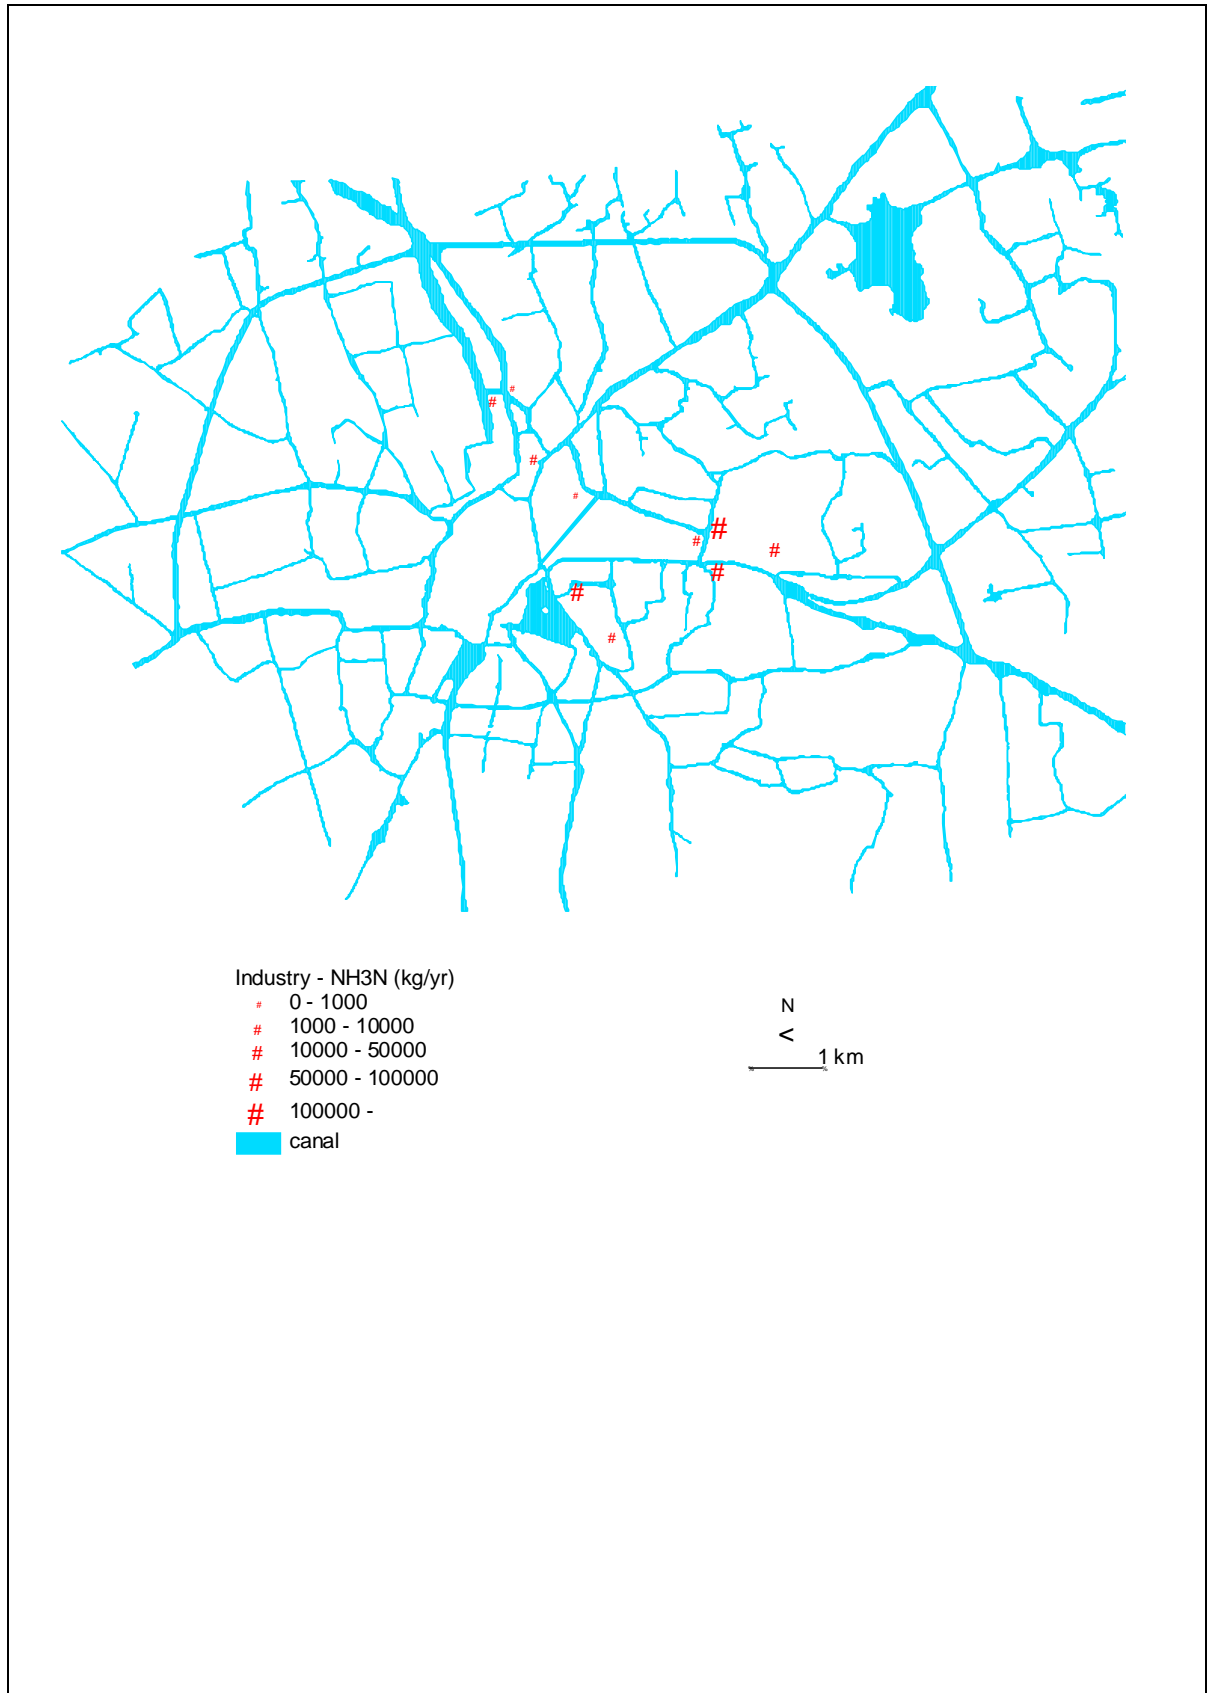 Industry - NH3N (kg/yr)
# 0 - 1000
# 1000 - 10000
# 10000 - 50000
# 50000 - 100000
# 100000 -
canal
N
<
1 km